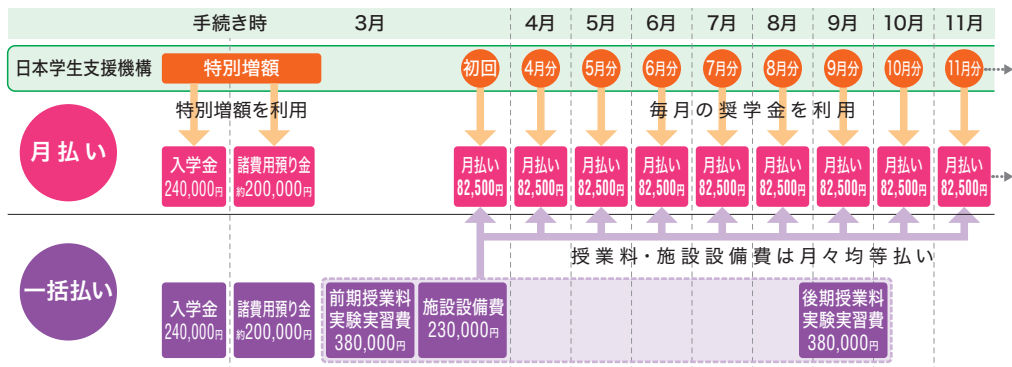 手続き時 3月 4月 5月 6月 7月 8月 9月 10月 11月
日本学生支援機構 特別増額 初回 4月分 5月分 6月分 7月分 8月分 9月分 10月分 11月分
特別増額を利用 毎月の奨学金を利用
月払い
入学金
240,000円
諸費用預り金
約200,000円
月払い
82,500円
月払い
82,500円
月払い
82,500円
月払い
82,500円
月払い
82,500円
月払い
82,500円
月払い
82,500円
月払い
82,500円
月払い
82,500円
授業料・施設設備費は月々均等払い
一括払い
入学金
240,000円
諸費用預り金
約200,000円
前期授業料
実験実習費
380,000円
施設設備費
230,000円
後期授業料
実験実習費
380,000円